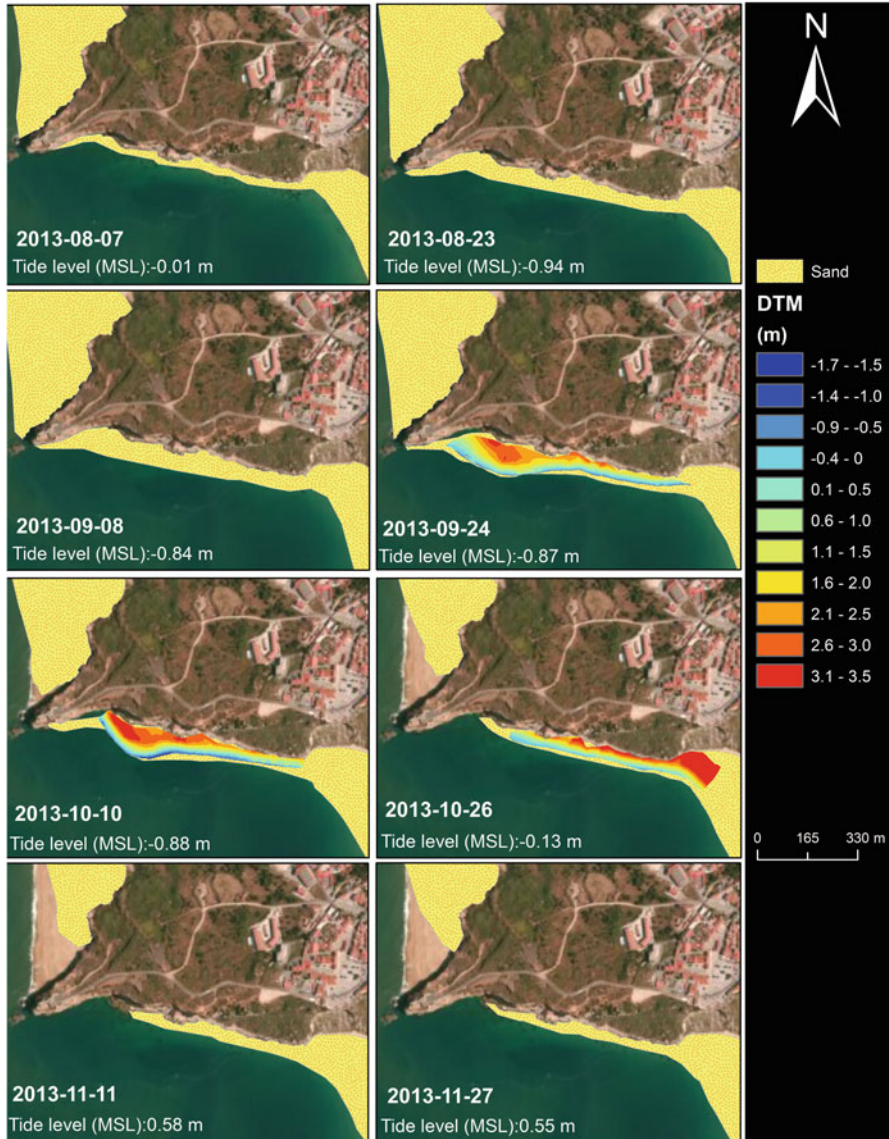 2013-08-07
Tide level (MSL):-0.01 m
2013-08-23
Tide level (MSL):-0.94 m
2013-09-08
Tide level (MSL):-0.84 m
2013-09-24
Tide level (MSL):-0.87 m
2013-10-10
Tide level (MSL):-0.88 m
2013-10-26
Tide level (MSL):-0.13 m
2013-11-11
Tide level (MSL):0.58 m
2013-11-27
Tide level (MSL):0.55 m
N
Sand
DTM
(m)
-1.7 - -1.5
-1.4 - -1.0
-0.9 - -0.5
-0.4 - 0
0.1 - 0.5
0.6 - 1.0
1.1 - 1.5
1.6 - 2.0
2.1 - 2.5
2.6 - 3.0
3.1 - 3.5
0 165 330 m